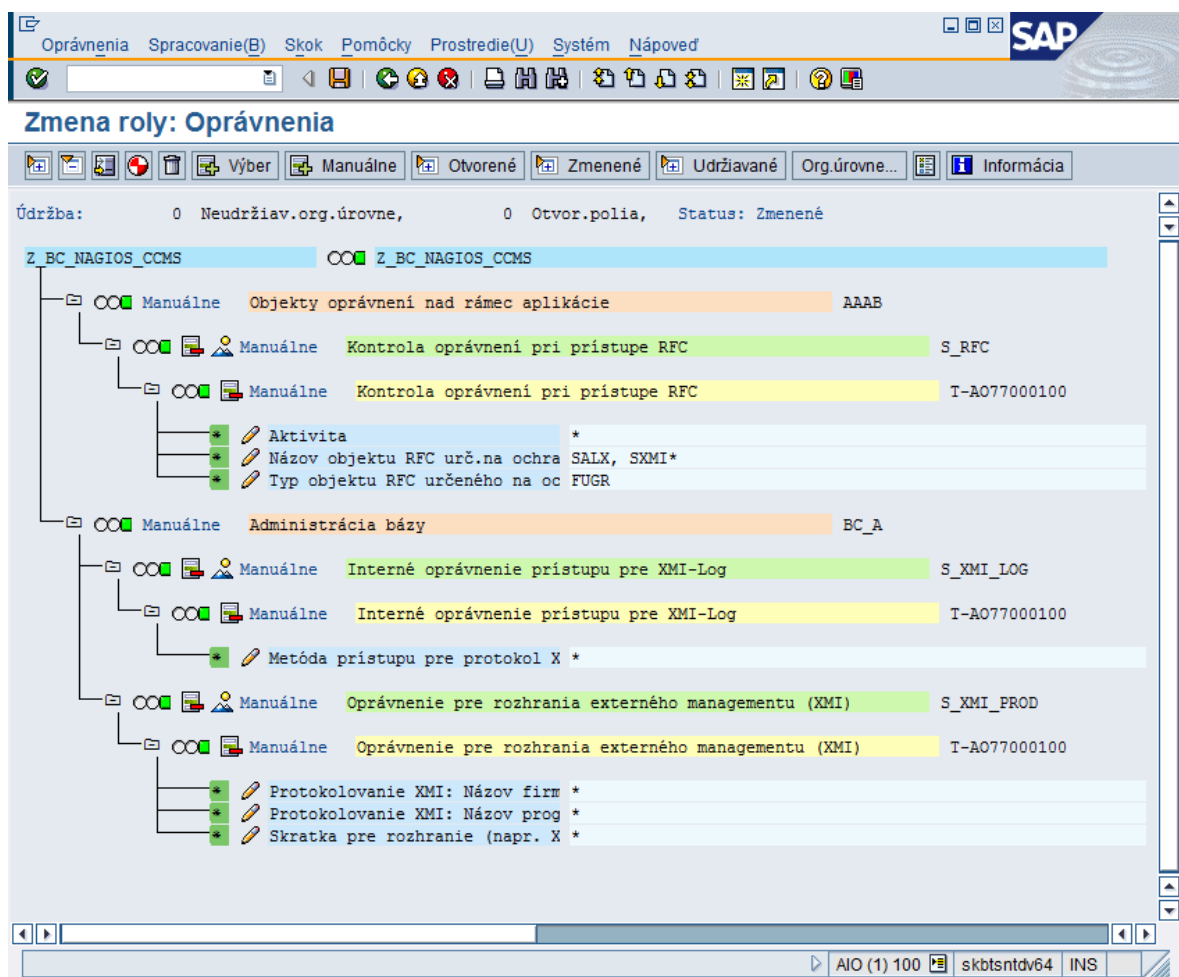 Oprávnenia Spracovanie(B) Skok Pomôcky Prostredie(U) Systém Nápoveď
SAP
Zmena roly: Oprávnenia
Výber Manuálne Otvorené Zmenené Udržiavané Org.úrovne... Informácia
Údržba: 0 Neudržiav.org.úrovne, 0 Otvor.polia, Status: Zmenené
Z_BC_NAGIOS_CCMS Z_BC_NAGIOS_CCMS
Manuálne Objekty oprávnení nad rámec aplikácie AAAB
Manuálne Kontrola oprávnení pri prístupe RFC S_RFC
Manuálne Kontrola oprávnení pri prístupe RFC T-AO77000100
* Aktivita *
* Názov objektu RFC urč.na ochra SALX, SXMI*
* Typ objektu RFC určeného na oc FUGR
Manuálne Administrácia bázy BC_A
Manuálne Interné oprávnenie prístupu pre XMI-Log S_XMI_LOG
Manuálne Interné oprávnenie prístupu pre XMI-Log T-AO77000100
* Metóda prístupu pre protokol X *
Manuálne Oprávnenie pre rozhrania externého managementu (XMI) S_XMI_PROD
Manuálne Oprávnenie pre rozhrania externého managementu (XMI) T-AO77000100
* Protokolovanie XMI: Názov firm *
* Protokolovanie XMI: Názov prog *
* Skratka pre rozhranie (napr. X *
AIO (1) 100 skbtsntdv64 INS